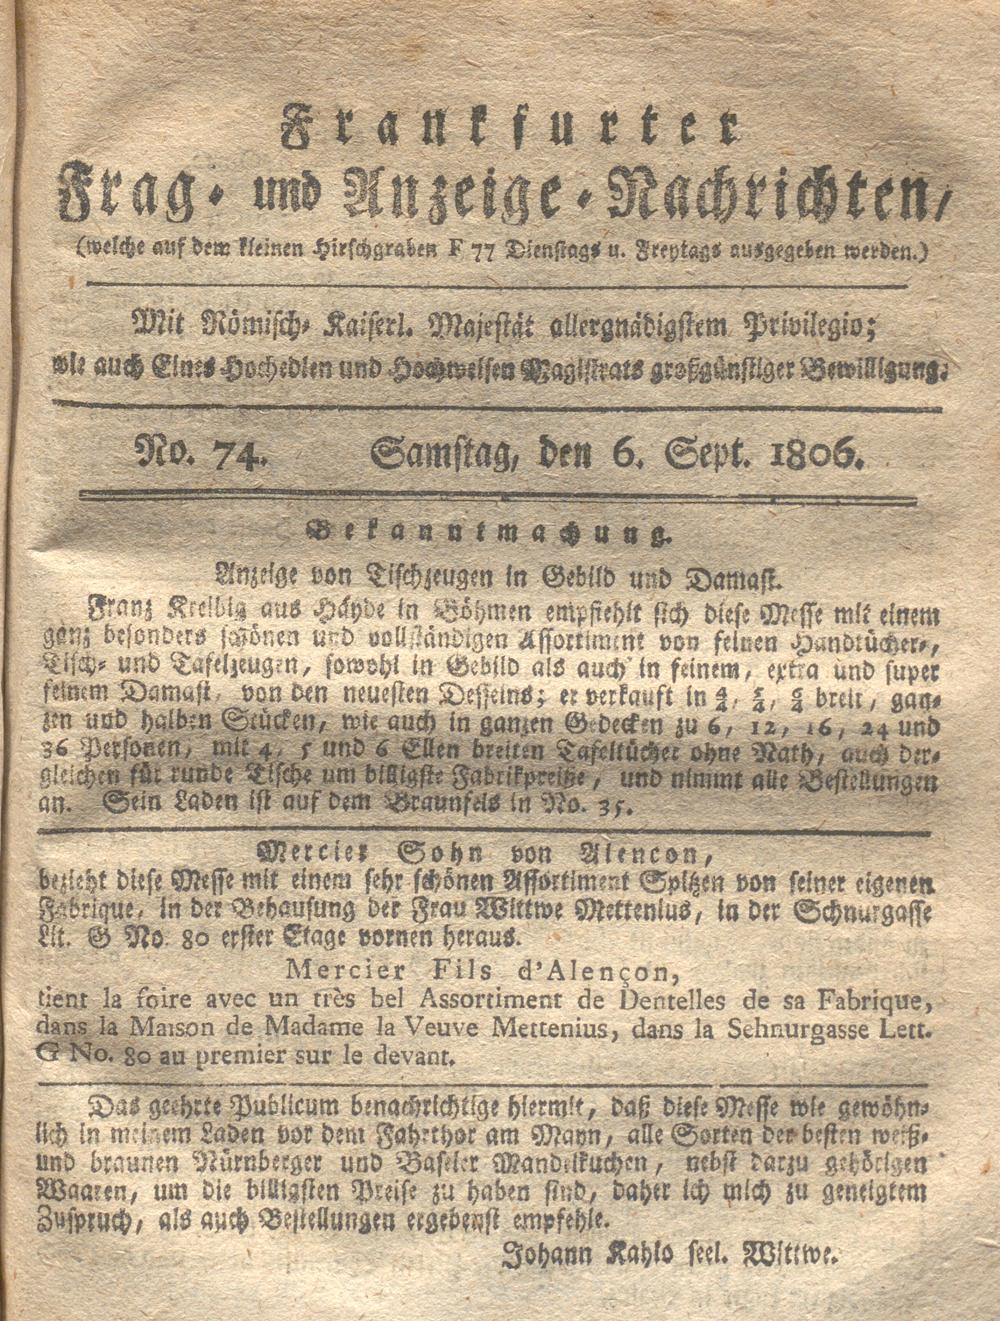 Frankfurter
Frag- und Anzeige-Nachrichten,
(welche auf dem kleinen Hirschgraben F 77 Dienstags u. Freytags ausgegeben werden.)
Mit Römisch-Kaiserl. Majestät allergnädigstem Privilegio;
wie auch Eines Hochedlen und Hochweisen Magistrats großgünstiger Bewilligung.
No. 74. Samstag, den 6. Sept. 1806.
Bekanntmachung.
Anzeige von Tischzeugen in Gebild und Damast.
Franz Kreibig aus Häyde in Böhmen empfiehlt sich diese Messe mit einem
ganz besonders schönen und vollständigen Assortiment von feinen Handtücher-,
Tisch- und Tafelzeugen, sowohl in Gebild als auch in feinem, extra und super
feinem Damast, von den neuesten Desseins; er verkauft in 4/4, 5/4, 6/4 breit, gan-
zen und halben Stücken, wie auch in ganzen Gedecken zu 6, 12, 16, 24 und
36 Personen, mit 4, 5 und 6 Ellen breiten Tafeltücher ohne Nath, auch der-
gleichen für runde Tische um billigste Fabrikpreiße, und nimmt alle Bestellungen
an. Sein Laden ist auf dem Braunfels in No. 35.
Mercier Sohn von Alencon,
bezieht diese Messe mit einem sehr schönen Assortiment Spitzen von seiner eigenen
Fabrique, in der Behausung der Frau Wittwe Mettenius, in der Schnurgasse
Lit. G No. 80 erster Etage vornen heraus.
Mercier Fils d'Alençon,
tient la foire avec un très bel Assortiment de Dentelles de sa Fabrique,
dans la Maison de Madame la Veuve Mettenius, dans la Sehnurgasse Lett.
G No. 80 au premier sur le devant.
Das geehrte Publicum benachrichtige hiermit, daß diese Messe wie gewöhn-
lich in meinem Laden vor dem Fahrthor am Mayn, alle Sorten der besten weiß-
und braunen Nürnberger und Baseler Mandelkuchen, nebst darzu gehörigen
Waaren, um die billigsten Preise zu haben sind, daher ich mich zu geneigtem
Zuspruch, als auch Bestellungen ergebenst empfehle.
Johann Kahlo seel. Wittwe.